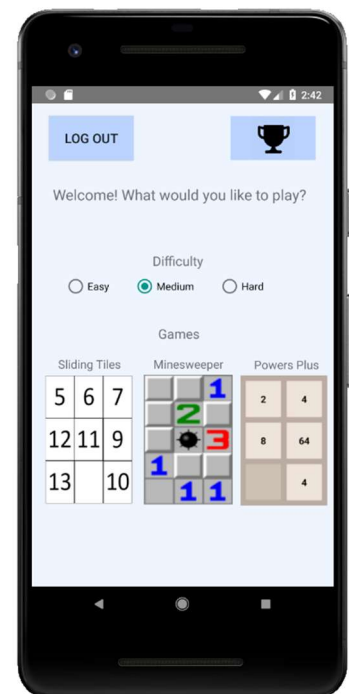 2:42
LOG OUT
Welcome! What would you like to play?
Difficulty
Easy Medium Hard
Games
Sliding Tiles Minesweeper Powers Plus
5 6 7
12 11 9
13 10
1
2
3
1
1 1
2 4
8 64
4